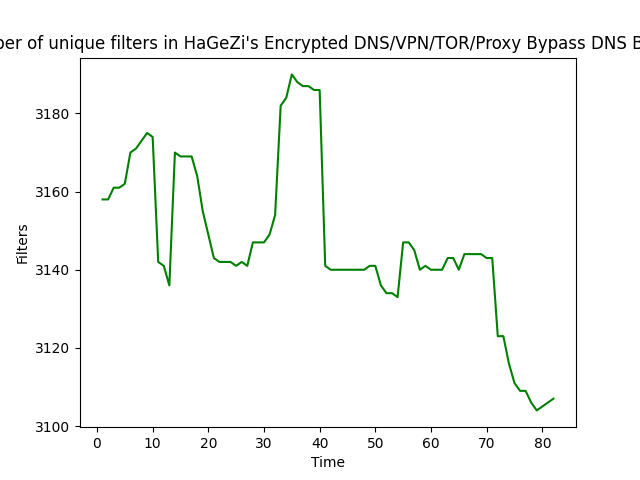 ber of unique filters in HaGeZi's Encrypted DNS/VPN/TOR/Proxy Bypass DNS B
3180
3160
3140
3120
3100
Filters
0 10 20 30 40 50 60 70 80
Time